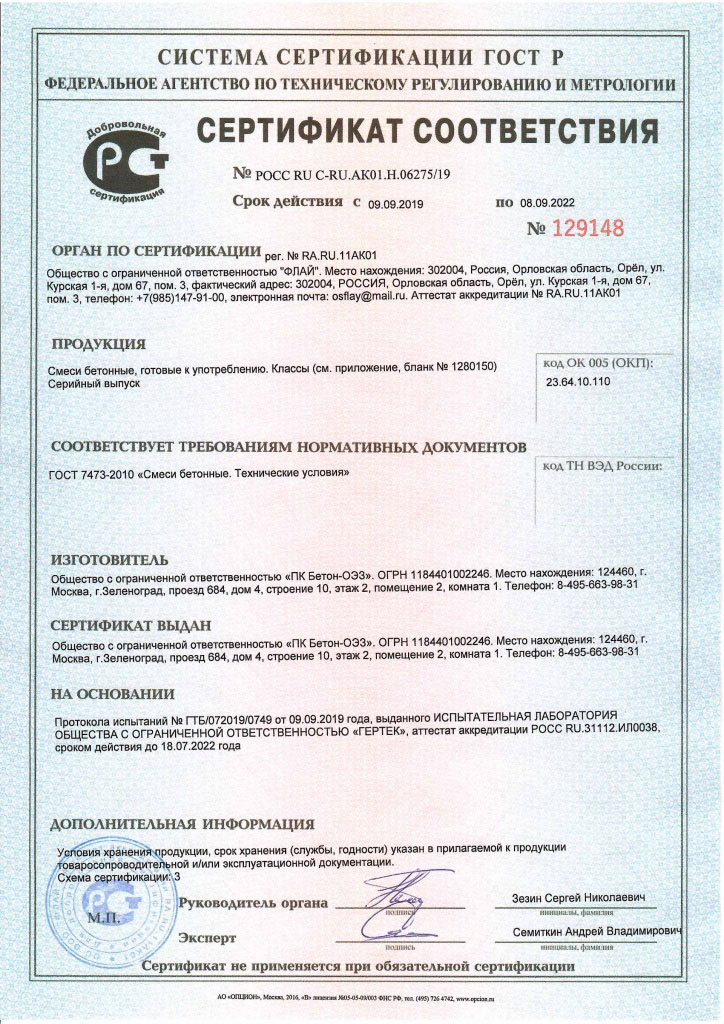 СИСТЕМА СЕРТИФИКАЦИИ ГОСТ Р
ФЕДЕРАЛЬНОЕ АГЕНТСТВО ПО ТЕХНИЧЕСКОМУ РЕГУЛИРОВАНИЮ И МЕТРОЛОГИИ
Добровольная
РСТ
сертификация
СЕРТИФИКАТ СООТВЕТСТВИЯ
№ РОСС RU C-RU.АК01.Н.06275/19
Срок действия с 09.09.2019 по 08.09.2022
№ 129148
ОРГАН ПО СЕРТИФИКАЦИИ рег. № RA.RU.11АК01
Общество с ограниченной ответственностью "ФЛАЙ". Место нахождения: 302004, Россия, Орловская область, Орёл, ул.
Курская 1-я, дом 67, пом. 3, фактический адрес: 302004, РОССИЯ, Орловская область, Орёл, ул. Курская 1-я, дом 67,
пом. 3, телефон: +7(985)147-91-00, электронная почта: osflay@mail.ru. Аттестат аккредитации № RA.RU.11АК01
ПРОДУКЦИЯ
Смеси бетонные, готовые к употреблению. Классы (см. приложение, бланк № 1280150)
Серийный выпуск
код ОК 005 (ОКП):
23.64.10.110
СООТВЕТСТВУЕТ ТРЕБОВАНИЯМ НОРМАТИВНЫХ ДОКУМЕНТОВ
ГОСТ 7473-2010 «Смеси бетонные. Технические условия»
код ТН ВЭД России:
ИЗГОТОВИТЕЛЬ
Общество с ограниченной ответственностью «ПК Бетон-ОЭЗ». ОГРН 1184401002246. Место нахождения: 124460, г.
Москва, г.Зеленоград, проезд 684, дом 4, строение 10, этаж 2, помещение 2, комната 1. Телефон: 8-495-663-98-31
СЕРТИФИКАТ ВЫДАН
Общество с ограниченной ответственностью «ПК Бетон-ОЭЗ». ОГРН 1184401002246. Место нахождения: 124460, г.
Москва, г.Зеленоград, проезд 684, дом 4, строение 10, этаж 2, помещение 2, комната 1. Телефон: 8-495-663-98-31
НА ОСНОВАНИИ
Протокола испытаний № ГТБ/072019/0749 от 09.09.2019 года, выданного ИСПЫТАТЕЛЬНАЯ ЛАБОРАТОРИЯ
ОБЩЕСТВА С ОГРАНИЧЕННОЙ ОТВЕТСТВЕННОСТЬЮ «ГЕРТЕК», аттестат аккредитации РОСС RU.31112.ИЛ0038,
сроком действия до 18.07.2022 года
ДОПОЛНИТЕЛЬНАЯ ИНФОРМАЦИЯ
Условия хранения продукции, срок хранения (службы, годности) указан в прилагаемой к продукции
товаросопроводительной и/или эксплуатационной документации.
Схема сертификации: 3
М.П.
Руководитель органа
подпись
Зезин Сергей Николаевич
инициалы, фамилия
Эксперт
подпись
Семиткин Андрей Владимирович
инициалы, фамилия
Сертификат не применяется при обязательной сертификации
АО «ОПЦИОН», Москва, 2016, «В» лицензия №05-05-09/003 ФНС РФ, тел. (495) 726 4742, www.opcion.ru